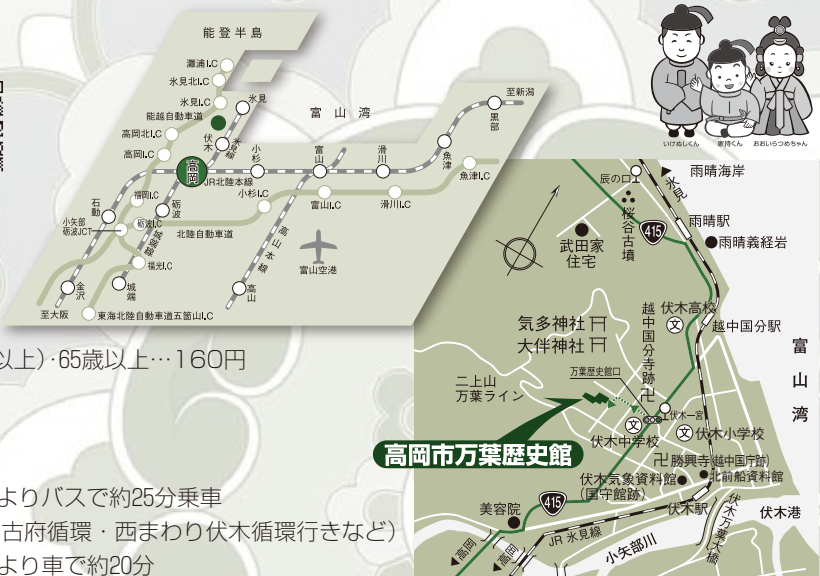 能登半島
灘浦I.C
氷見北I.C
氷見I.C
氷見
能越自動車道
富山湾
至新潟
黒部
高岡北I.C
伏木
氷見線
高岡I.C
高岡
小杉
富山
滑川
魚津
魚津I.C
JR北陸本線
福岡I.C
小杉I.C
富山I.C
滑川I.C
石動
砺波
小矢部
砺波JCT
砺波I.C
城端線
北陸自動車道
高山本線
福光I.C
富山空港
金沢
城端
高山
至大阪
東海北陸自動車道五箇山I.C
いけぬしくん
家持くん
おおいらつめちゃん
以上)・65歳以上…160円
よりバスで約25分乗車
古府循環・西まわり伏木循環行きなど)
より車で約20分
辰の口
氷見
雨晴海岸
桜谷古墳
415
雨晴駅
雨晴義経岩
武田家
住宅
気多神社
大伴神社
越中国分寺跡
伏木高校
文
越中国分駅
富山湾
二上山
万葉ライン
万葉歴史館口
伏木一宮
文
伏木中学校
文
伏木小学校
高岡市万葉歴史館
勝興寺(越中国庁跡)
伏木気象資料館
(国守館跡)
北前船資料館
美容院
415
伏木駅
伏木港
伏木万葉大橋
高岡
高岡
JR 氷見線
小矢部川